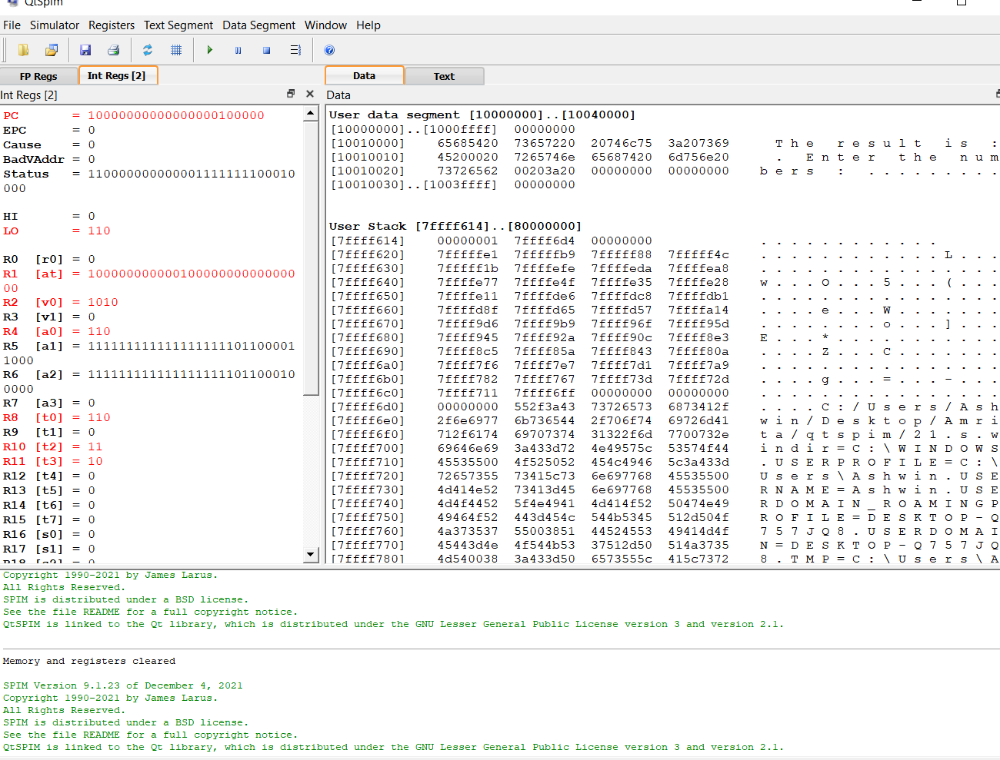 QtSpim
File Simulator Registers Text Segment Data Segment Window Help
FP Regs Int Regs [2]
Int Regs [2]
PC = 10000000000000000100000
EPC = 0
Cause = 0
BadVAddr = 0
Status = 110000000000001111111100010
000
HI = 0
LO = 110
R0 [r0] = 0
R1 [at] = 100000000000100000000000000
00
R2 [v0] = 1010
R3 [v1] = 0
R4 [a0] = 110
R5 [a1] = 111111111111111111101100001
1000
R6 [a2] = 111111111111111111101100010
0000
R7 [a3] = 0
R8 [t0] = 110
R9 [t1] = 0
R10 [t2] = 11
R11 [t3] = 10
R12 [t4] = 0
R13 [t5] = 0
R14 [t6] = 0
R15 [t7] = 0
R16 [s0] = 0
R17 [s1] = 0
R18 [s2] = 0
Data Text
Data
User data segment [10000000]..[10040000]
[10000000]..[1000ffff] 00000000
[10010000] 65685420 73657220 20746c75 3a207369 T h e r e s u l t i s :
[10010010] 45200020 7265746e 65687420 6d756e20 . E n t e r t h e n u m
[10010020] 73726562 00203a20 00000000 00000000 b e r s : . . . . . . . . .
[10010030]..[1003ffff] 00000000
User Stack [7ffff614]..[80000000]
[7ffff614] 00000001 7ffff6d4 00000000 . . . . . . . . . . . .
[7ffff620] 7fffffe1 7fffffb9 7fffff88 7fffff4c . . . . . . . . . . . . L . . .
[7ffff630] 7fffff1b 7ffffefe 7ffffeda 7ffffea8 . . . . . . . . . . . . . . . .
[7ffff640] 7ffffe77 7ffffe4f 7ffffe35 7ffffe28 w . . . O . . . 5 . . . ( . . .
[7ffff650] 7ffffe11 7ffffde6 7ffffdc8 7ffffdb1 . . . . . . . . . . . . . . . .
[7ffff660] 7ffffd8f 7ffffd65 7ffffd57 7ffffa14 . . . . e . . . W . . . . . . .
[7ffff670] 7ffff9d6 7ffff9b9 7ffff96f 7ffff95d . . . . . . . . o . . . ] . . .
[7ffff680] 7ffff945 7ffff92a 7ffff90c 7ffff8e3 E . . . * . . . . . . . . . . .
[7ffff690] 7ffff8c5 7ffff85a 7ffff843 7ffff80a . . . . Z . . . C . . . . . . .
[7ffff6a0] 7ffff7f6 7ffff7e7 7ffff7d1 7ffff7a9 . . . . . . . . . . . . . . . .
[7ffff6b0] 7ffff782 7ffff767 7ffff73d 7ffff72d . . . . g . . . = . . . - . . .
[7ffff6c0] 7ffff711 7ffff6ff 00000000 00000000 . . . . . . . . . . . . . . . .
[7ffff6d0] 00000000 552f3a43 73726573 6873412f . . . . C : / U s e r s / A s h
[7ffff6e0] 2f6e6977 6b736544 2f706f74 69726d41 w i n / D e s k t o p / A m r i
[7ffff6f0] 712f6174 69707374 31322f6d 7700732e t a / q t s p i m / 2 1 . s . w
[7ffff700] 69646e69 3a433d72 4e49575c 53574f44 i n d i r = C : \ W I N D O W S
[7ffff710] 45535500 4f525052 454c4946 5c3a433d . U S E R P R O F I L E = C : \
[7ffff720] 72657355 73415c73 6e697768 45535500 U s e r s \ A s h w i n . U S E
[7ffff730] 4d414e52 73413d45 6e697768 45535500 R N A M E = A s h w i n . U S E
[7ffff740] 4d4f4452 5f4e4941 4d414f52 50474e49 R D O M A I N _ R O A M I N G P
[7ffff750] 49464f52 443d454c 544b5345 512d504f R O F I L E = D E S K T O P - Q
[7ffff760] 4a373537 55003851 44524553 49414d4f 7 5 7 J Q 8 . U S E R D O M A I
[7ffff770] 45443d4e 4f544b53 37512d50 514a3735 N = D E S K T O P - Q 7 5 7 J Q
[7ffff780] 4d540038 3a433d50 6573555c 415c7372 8 . T M P = C : \ U s e r s \ A
Copyright 1990-2021 by James Larus.
All Rights Reserved.
SPIM is distributed under a BSD license.
See the file README for a full copyright notice.
QtSPIM is linked to the Qt library, which is distributed under the GNU Lesser General Public License version 3 and version 2.1.
Memory and registers cleared
SPIM Version 9.1.23 of December 4, 2021
Copyright 1990-2021 by James Larus.
All Rights Reserved.
SPIM is distributed under a BSD license.
See the file README for a full copyright notice.
QtSPIM is linked to the Qt library, which is distributed under the GNU Lesser General Public License version 3 and version 2.1.